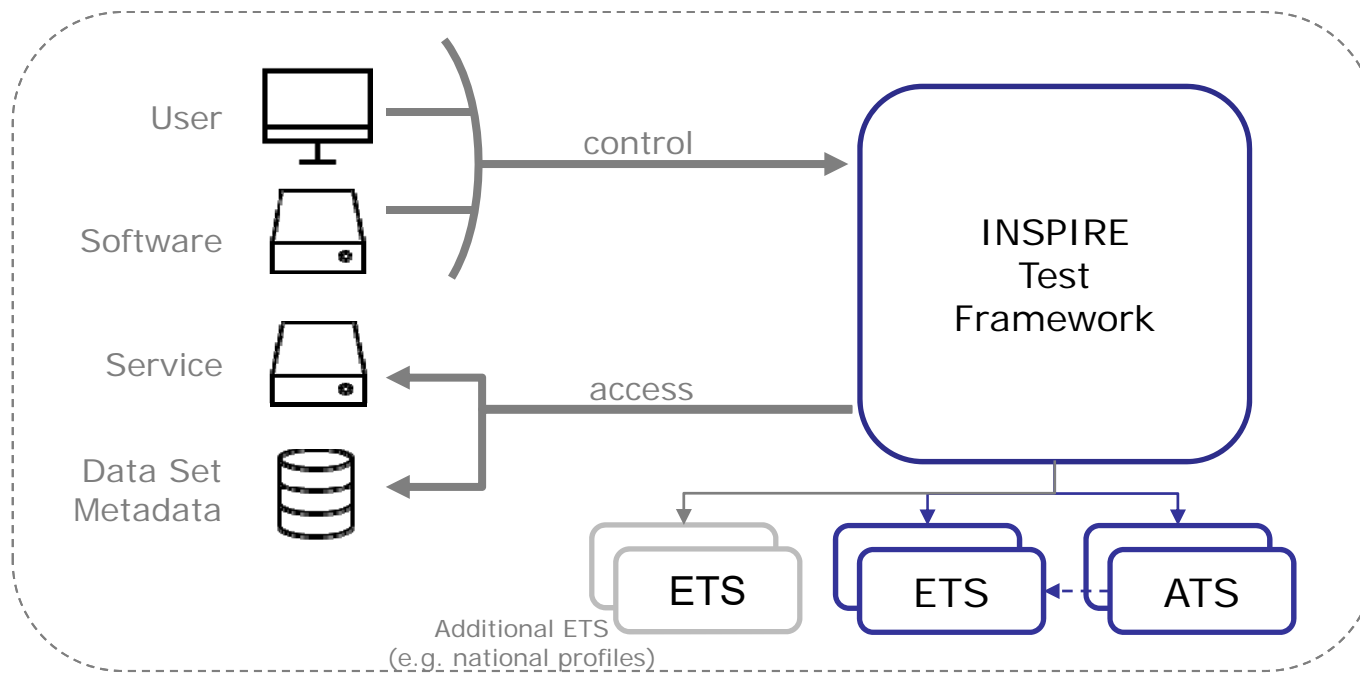 User
control
Software
INSPIRE
Test
Framework
Service
access
Data Set
Metadata
ETS
ETS
ATS
Additional ETS
(e.g. national profiles)